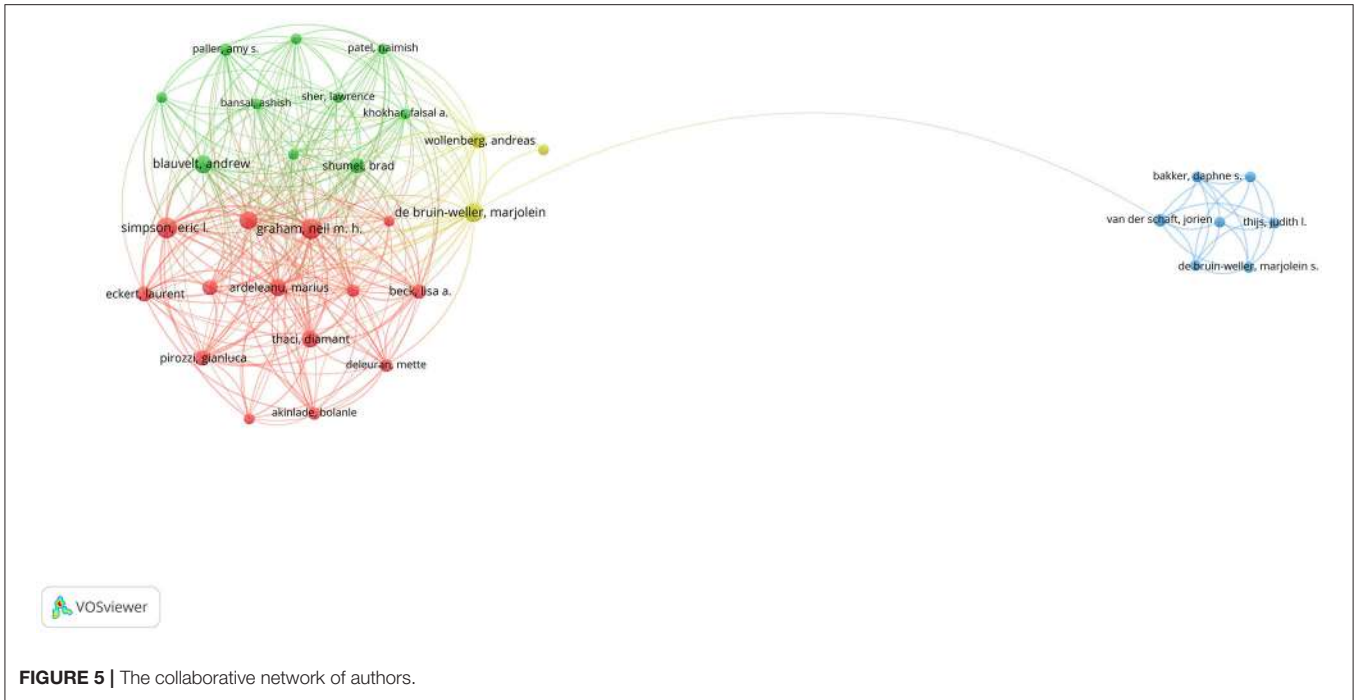 paller, amy s.
patel, naimish
bansal, ashish
sher, lawrence
khokhar, faisal a.
wollenberg, andreas
blauvelt, andrew
shumel, brad
de bruin-weller, marjolein
simpson, eric l.
graham, neil m. h.
eckert, laurent
ardeleanu, marius
beck, lisa a.
thaci, diamant
pirozzi, gianluca
deleuran, mette
akinlade, bolanle
bakker, daphne s.
van der schaft, jorien
thijs, judith l.
de bruin-weller, marjolein s.
VOSviewer
FIGURE 5 | The collaborative network of authors.